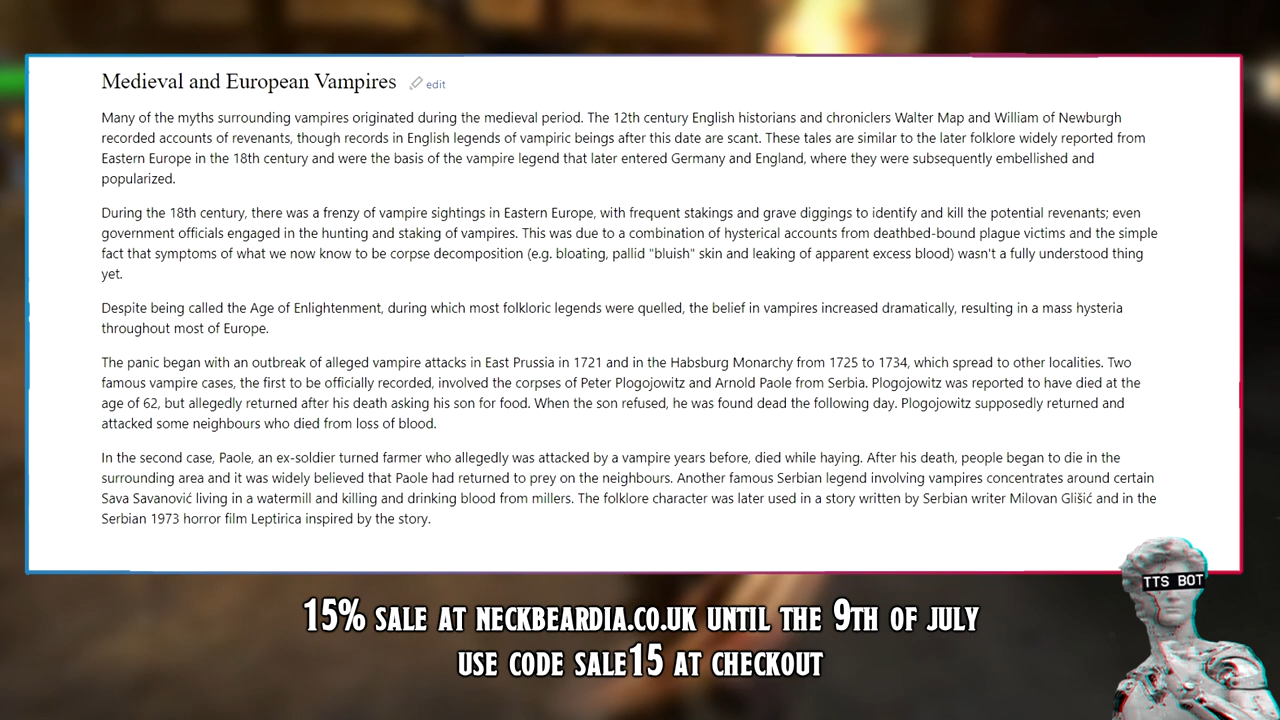 Medieval and European Vampires edit
Many of the myths surrounding vampires originated during the medieval period. The 12th century English historians and chroniclers Walter Map and William of Newburgh
recorded accounts of revenants, though records in English legends of vampiric beings after this date are scant. These tales are similar to the later folklore widely reported from
Eastern Europe in the 18th century and were the basis of the vampire legend that later entered Germany and England, where they were subsequently embellished and
popularized.
During the 18th century, there was a frenzy of vampire sightings in Eastern Europe, with frequent stakings and grave diggings to identify and kill the potential revenants; even
government officials engaged in the hunting and staking of vampires. This was due to a combination of hysterical accounts from deathbed-bound plague victims and the simple
fact that symptoms of what we now know to be corpse decomposition (e.g. bloating, pallid "bluish" skin and leaking of apparent excess blood) wasn't a fully understood thing
yet.
Despite being called the Age of Enlightenment, during which most folkloric legends were quelled, the belief in vampires increased dramatically, resulting in a mass hysteria
throughout most of Europe.
The panic began with an outbreak of alleged vampire attacks in East Prussia in 1721 and in the Habsburg Monarchy from 1725 to 1734, which spread to other localities. Two
famous vampire cases, the first to be officially recorded, involved the corpses of Peter Plogojowitz and Arnold Paole from Serbia. Plogojowitz was reported to have died at the
age of 62, but allegedly returned after his death asking his son for food. When the son refused, he was found dead the following day. Plogojowitz supposedly returned and
attacked some neighbours who died from loss of blood.
In the second case, Paole, an ex-soldier turned farmer who allegedly was attacked by a vampire years before, died while haying. After his death, people began to die in the
surrounding area and it was widely believed that Paole had returned to prey on the neighbours. Another famous Serbian legend involving vampires concentrates around certain
Sava Savanović living in a watermill and killing and drinking blood from millers. The folklore character was later used in a story written by Serbian writer Milovan Glišić and in the
Serbian 1973 horror film Leptirica inspired by the story.
TTS BOT
15% SALE AT NECKBEARDIA.CO.UK UNTIL THE 9TH OF JULY
USE CODE SALE15 AT CHECKOUT